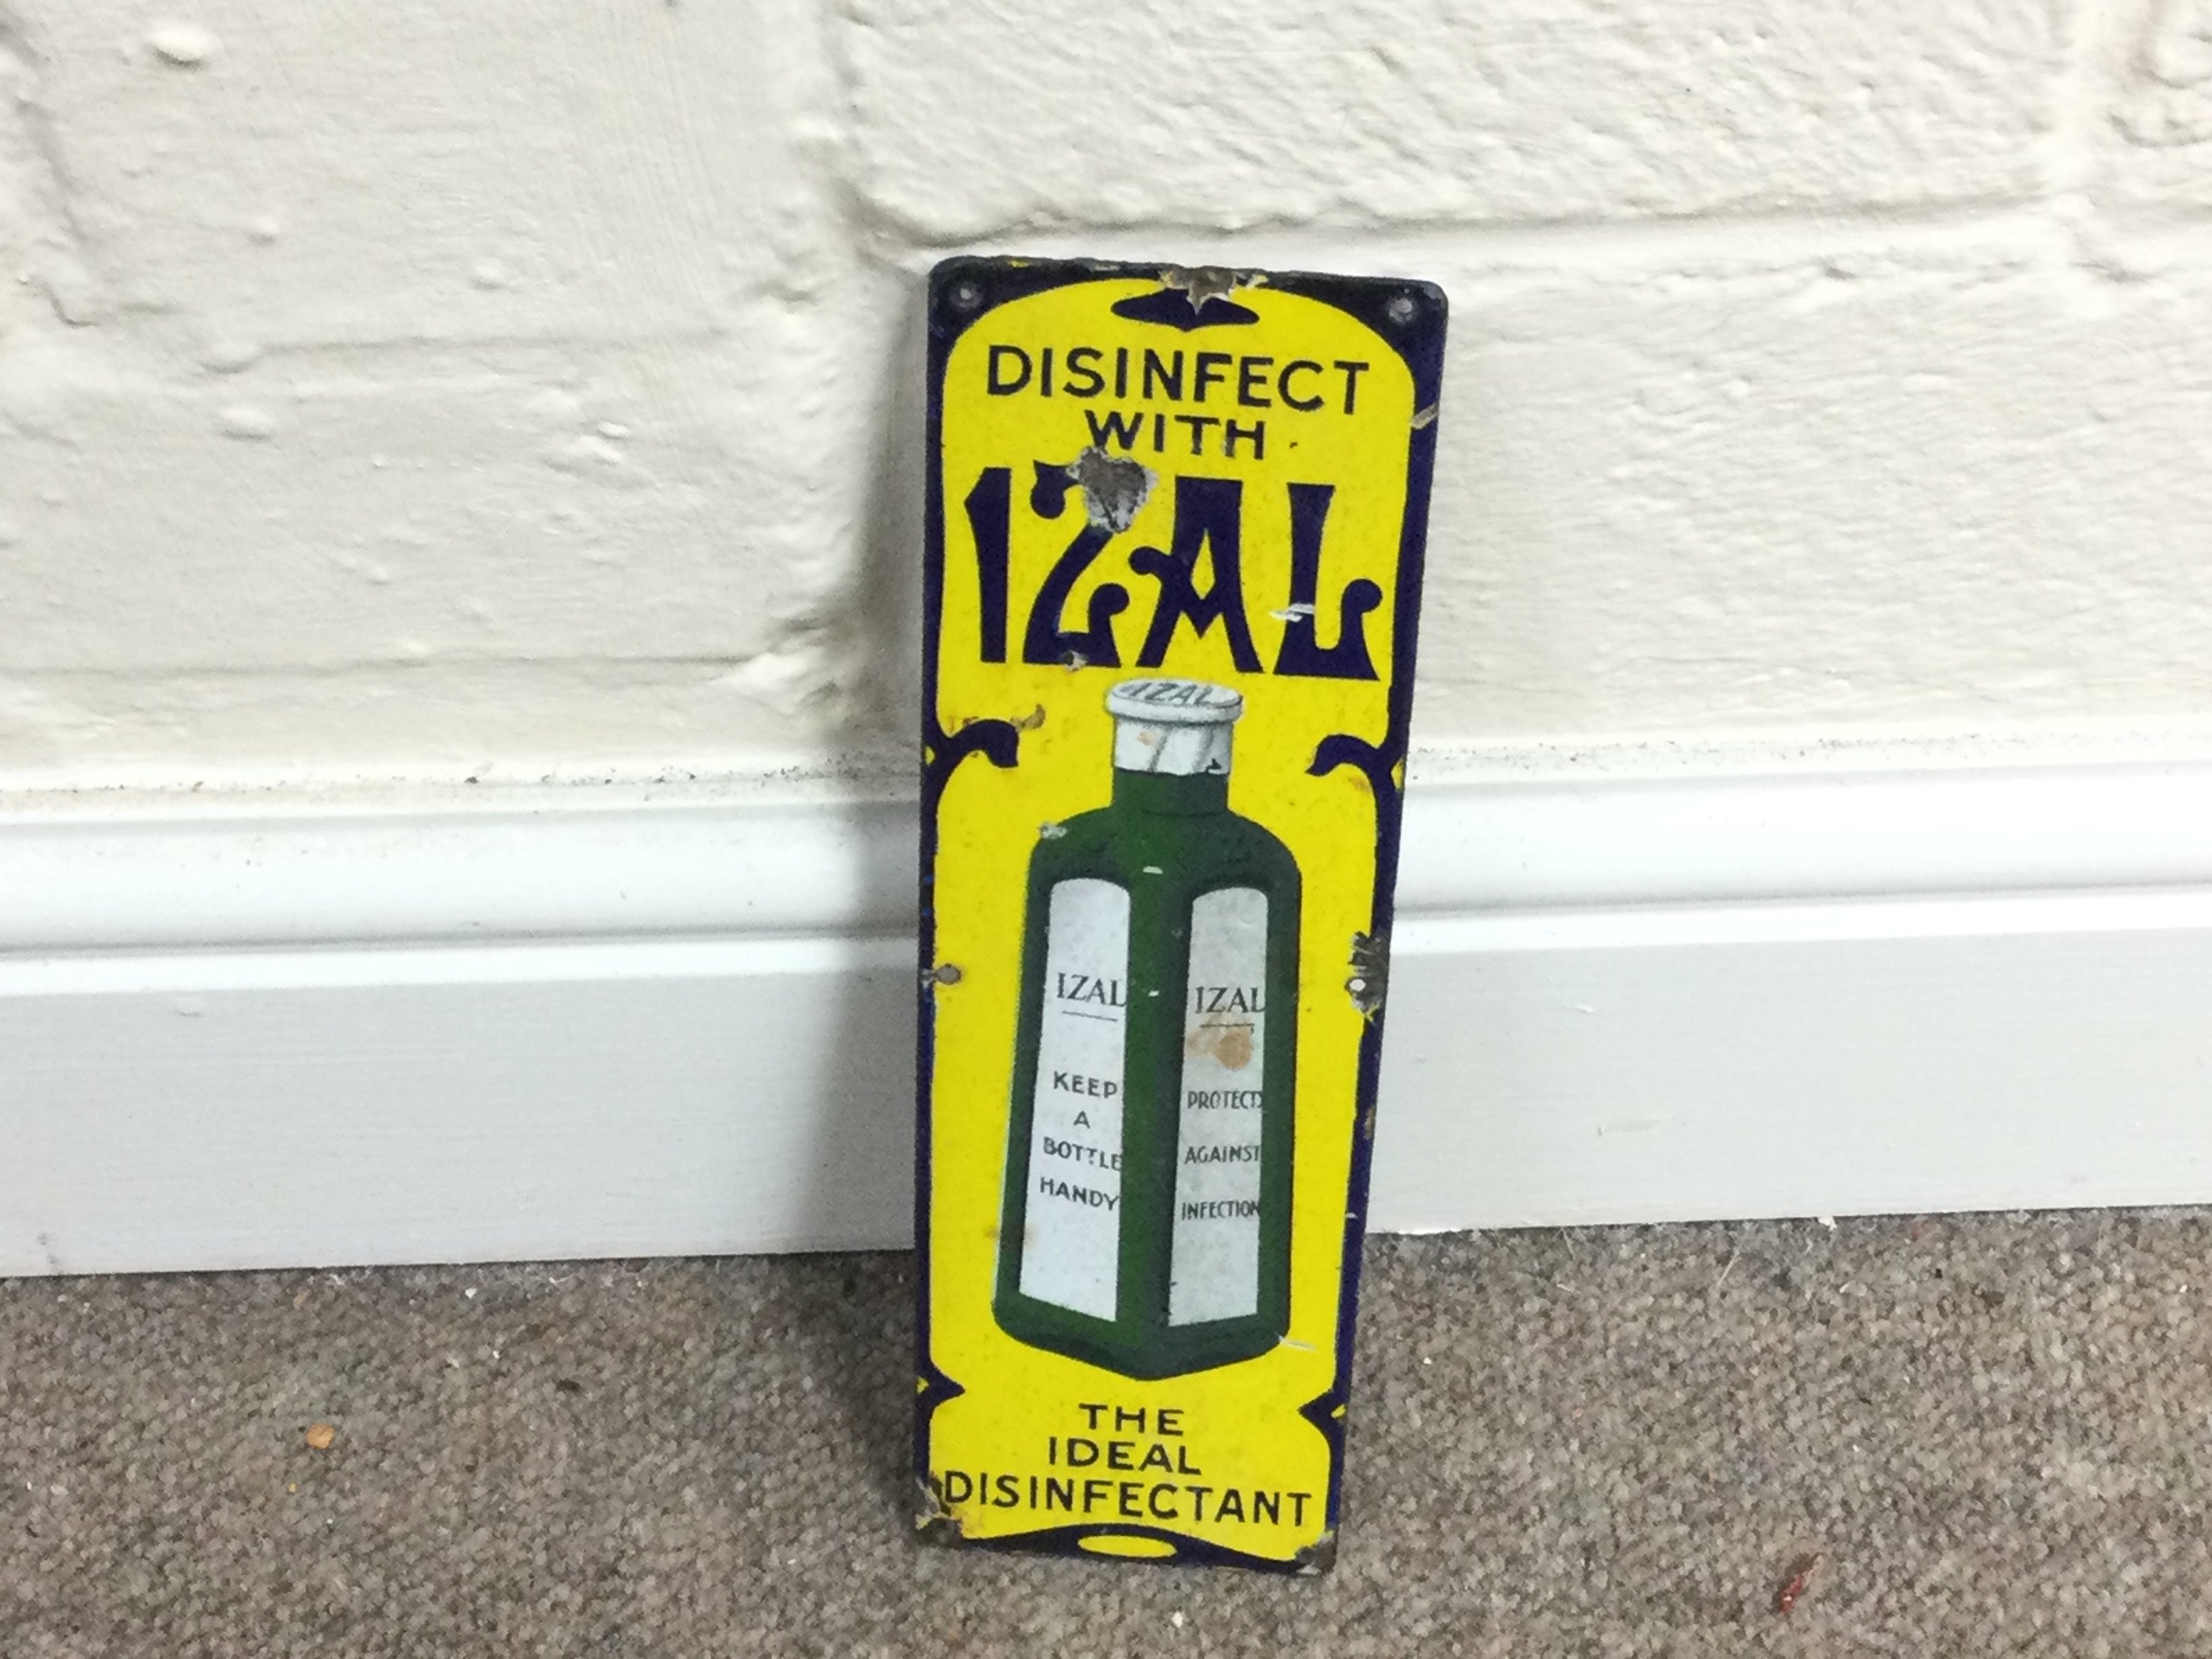 DISINFECT
WITH
IZAL
IZAL
IZAL
KEEP
A
BOTTLE
HANDY
IZAL
PROTECTS
AGAINST
INFECTION
THE
IDEAL
DISINFECTANT